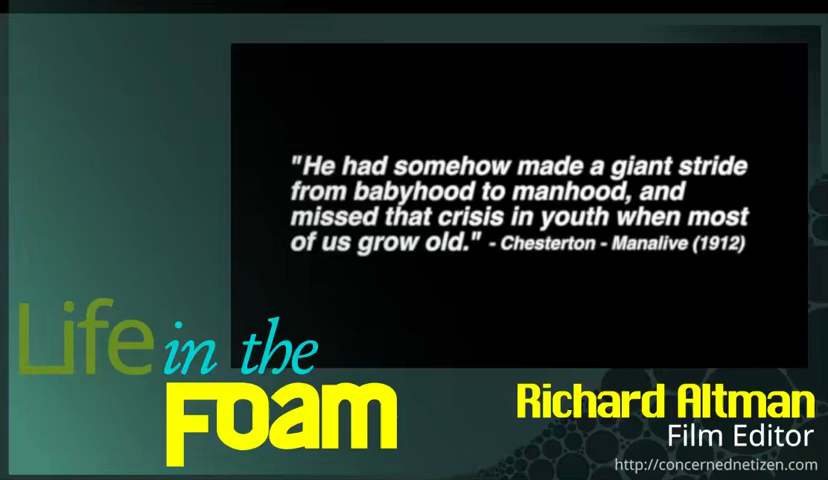 "He had somehow made a giant stride
from babyhood to manhood, and
missed that crisis in youth when most
of us grow old." - Chesterton - Manalive (1912)
Life in the
Foam
Richard Altman
Film Editor
http://concernednetizen.com